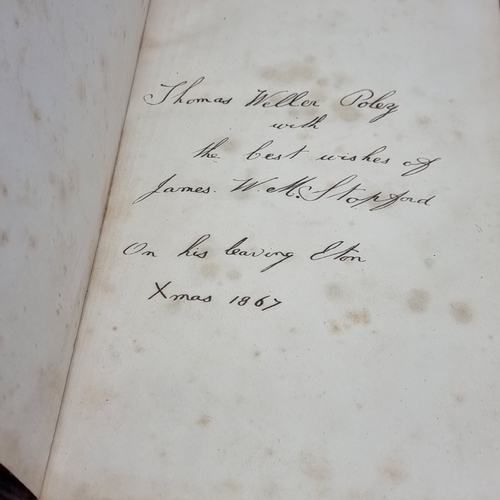 Thomas Weller Poley
with
the best wishes of
James. W. M. Stopford
On his leaving Eton
Xmas 1867